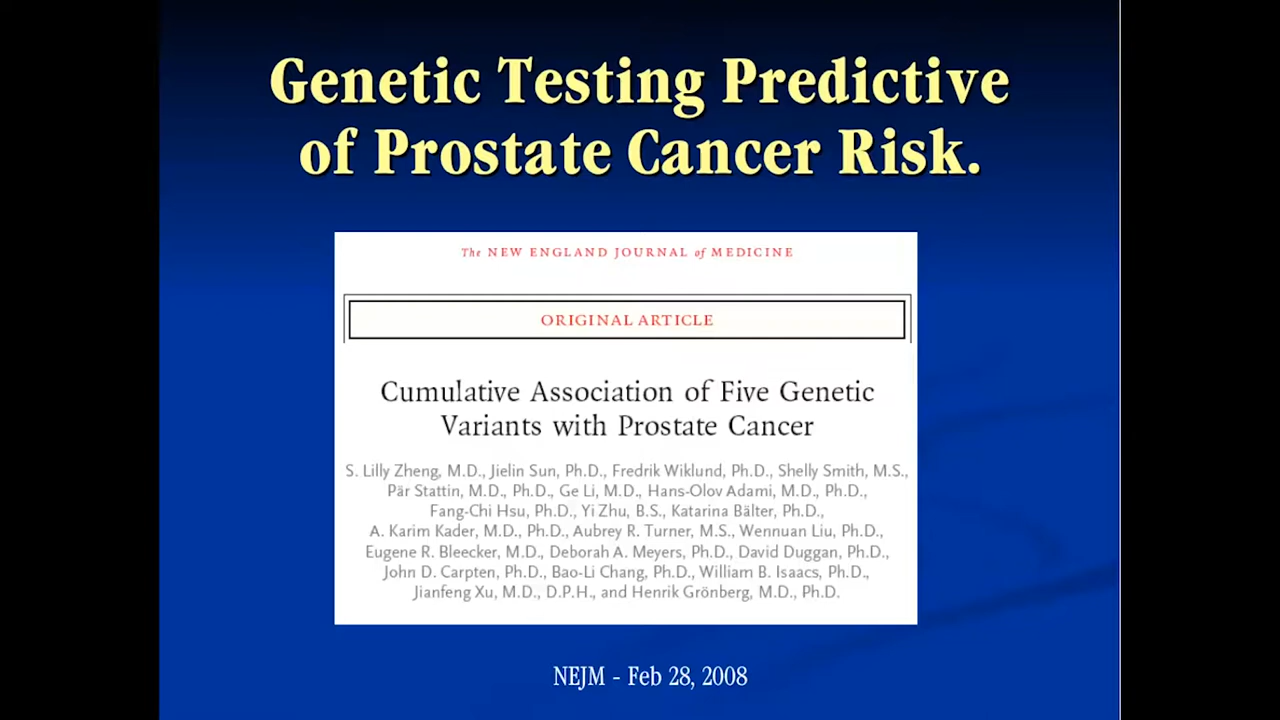 Genetic Testing Predictive
of Prostate Cancer Risk.
The NEW ENGLAND JOURNAL of MEDICINE
ORIGINAL ARTICLE
Cumulative Association of Five Genetic
Variants with Prostate Cancer
S. Lilly Zheng, M.D., Jielin Sun, Ph.D., Fredrik Wiklund, Ph.D., Shelly Smith, M.S.,
Pär Stattin, M.D., Ph.D., Ge Li, M.D., Hans-Olov Adami, M.D., Ph.D.,
Fang-Chi Hsu, Ph.D., Yi Zhu, B.S., Katarina Bälter, Ph.D.,
A. Karim Kader, M.D., Ph.D., Aubrey R. Turner, M.S., Wennuan Liu, Ph.D.,
Eugene R. Bleecker, M.D., Deborah A. Meyers, Ph.D., David Duggan, Ph.D.,
John D. Carpten, Ph.D., Bao-Li Chang, Ph.D., William B. Isaacs, Ph.D.,
Jianfeng Xu, M.D., D.P.H., and Henrik Grönberg, M.D., Ph.D.
NEJM - Feb 28, 2008